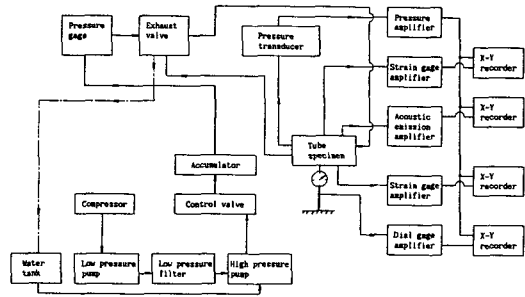 Pressure
gage
Exhaust
valve
Pressure
transducer
Pressure
amplifier
X-Y
recorder
Strain gage
amplifier
X-Y
recorder
Acoustic
emission
amplifier
Tube
specimen
Accumulator
Strain gage
amplifier
X-Y
recorder
Compressor
Control valve
Dial gage
amplifier
X-Y
recorder
Water
tank
Low pressure
pump
Low pressure
filter
High pressure
pump